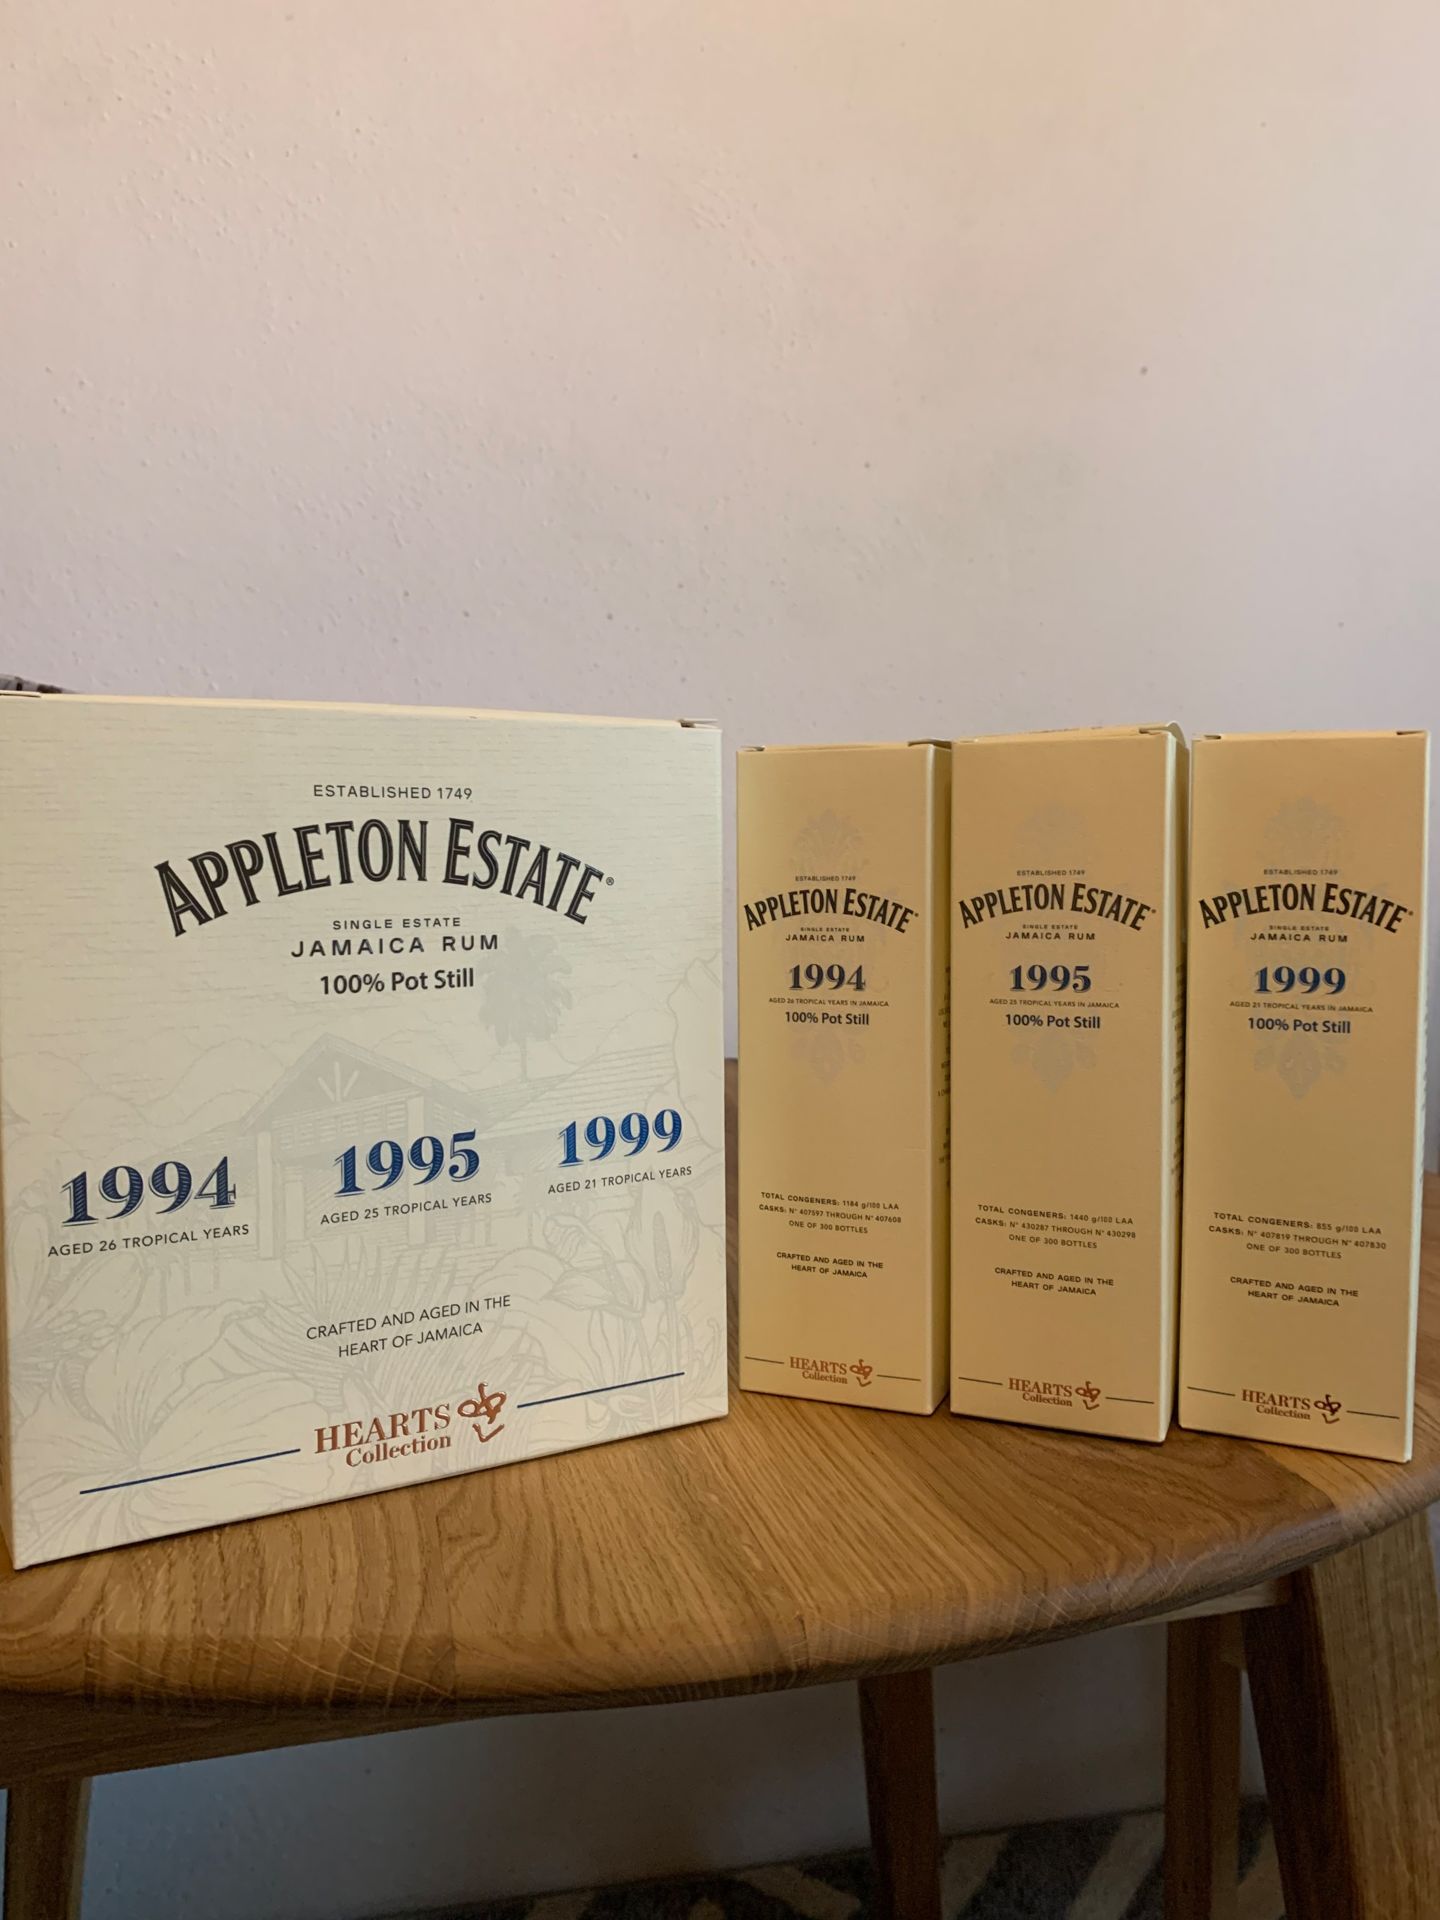 ESTABLISHED 1749
APPLETON ESTATE®
SINGLE ESTATE
JAMAICA RUM
100% Pot Still
1994
AGED 26 TROPICAL YEARS
1995
AGED 25 TROPICAL YEARS
1999
AGED 21 TROPICAL YEARS
CRAFTED AND AGED IN THE
HEART OF JAMAICA
HEARTS
Collection
ESTABLISHED 1749
APPLETON ESTATE®
SINGLE ESTATE
JAMAICA RUM
1994
AGED 26 TROPICAL YEARS IN JAMAICA
100% Pot Still
TOTAL CONGENERS: 1184 g/100 LAA
CASKS: N° 407597 THROUGH N° 407608
ONE OF 300 BOTTLES
CRAFTED AND AGED IN THE
HEART OF JAMAICA
HEARTS
Collection
ESTABLISHED 1749
APPLETON ESTATE®
SINGLE ESTATE
JAMAICA RUM
1995
AGED 25 TROPICAL YEARS IN JAMAICA
100% Pot Still
TOTAL CONGENERS: 1440 g/100 LAA
CASKS: N° 430287 THROUGH N° 430298
ONE OF 300 BOTTLES
CRAFTED AND AGED IN THE
HEART OF JAMAICA
HEARTS
Collection
ESTABLISHED 1749
APPLETON ESTATE®
SINGLE ESTATE
JAMAICA RUM
1999
AGED 21 TROPICAL YEARS IN JAMAICA
100% Pot Still
TOTAL CONGENERS: 855 g/100 LAA
CASKS: N° 407819 THROUGH N° 407830
ONE OF 300 BOTTLES
CRAFTED AND AGED IN THE
HEART OF JAMAICA
HEARTS
Collection